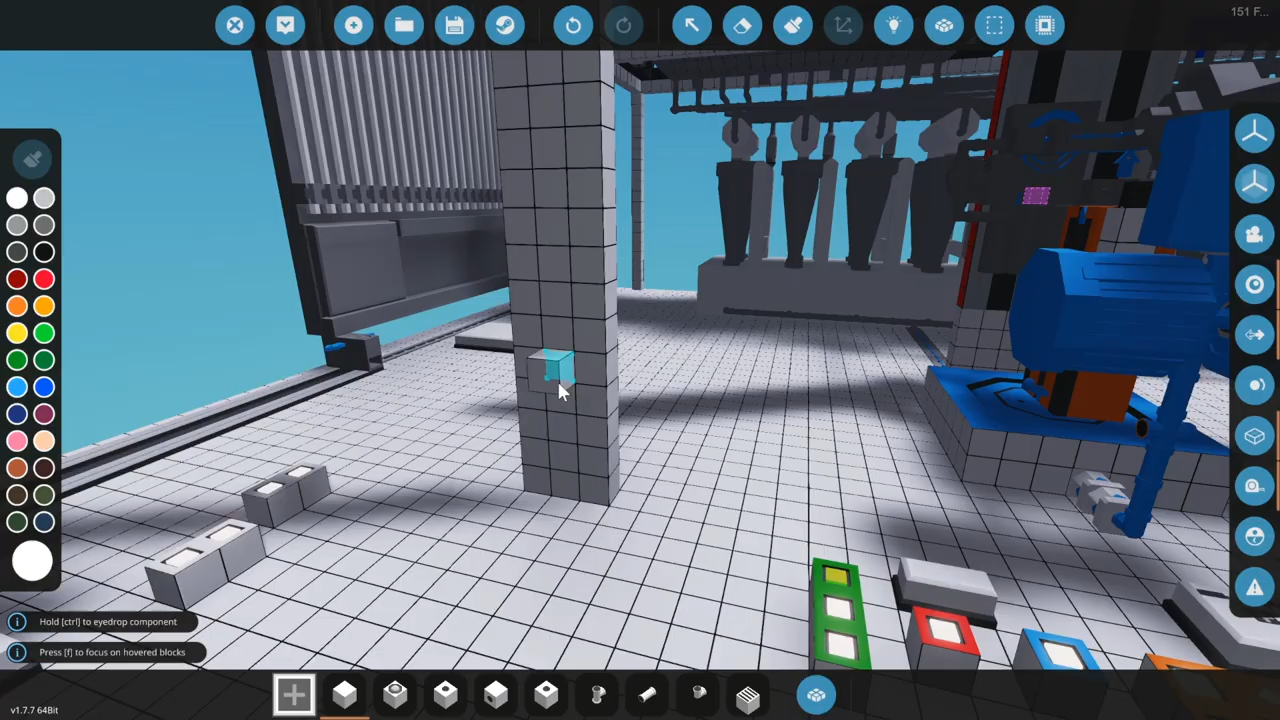 151 F...
Hold [ctrl] to eyedrop component
Press [f] to focus on hovered blocks
v1.7.7 64Bit